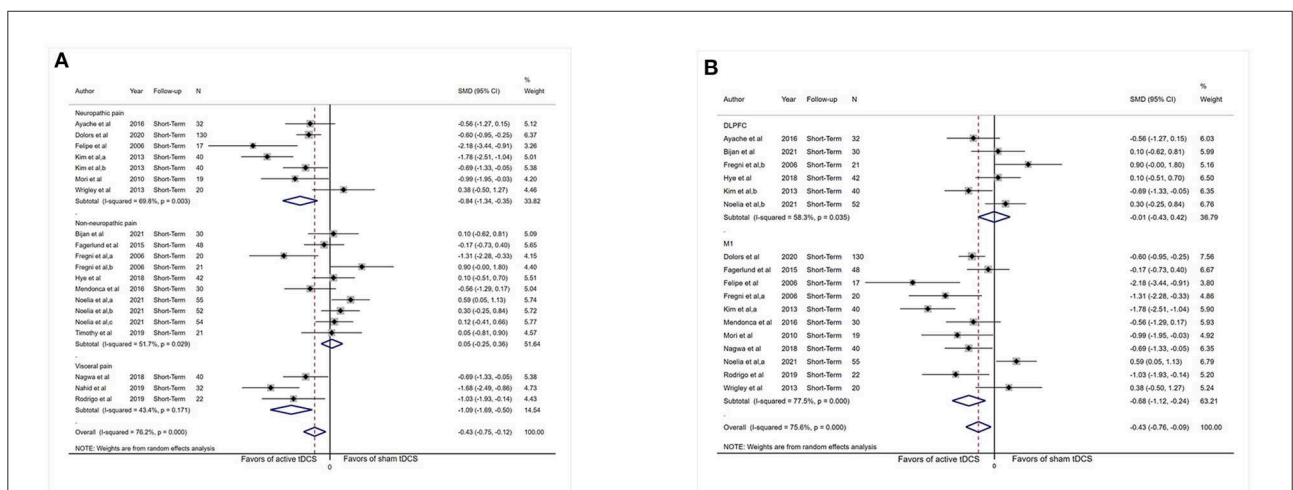 A
%
Author Year Follow-up N SMD (95% CI) Weight
Neuropathic pain
Ayache et al 2016 Short-Term 32 -0.56 (-1.27, 0.15) 5.12
Dolors et al 2020 Short-Term 130 -0.60 (-0.95, -0.25) 6.37
Felipe et al 2006 Short-Term 17 -2.18 (-3.44, -0.91) 3.26
Kim et al,a 2013 Short-Term 40 -1.78 (-2.51, -1.04) 5.01
Kim et al,b 2013 Short-Term 40 -0.69 (-1.33, -0.05) 5.38
Mori et al 2010 Short-Term 19 -0.99 (-1.95, -0.03) 4.20
Wrigley et al 2013 Short-Term 20 0.38 (-0.50, 1.27) 4.46
Subtotal (I-squared = 69.8%, p = 0.003) -0.84 (-1.34, -0.35) 33.82
.
Non-neuropathic pain
Bijan et al 2021 Short-Term 30 0.10 (-0.62, 0.81) 5.09
Fagerlund et al 2015 Short-Term 48 -0.17 (-0.73, 0.40) 5.65
Fregni et al,a 2006 Short-Term 20 -1.31 (-2.28, -0.33) 4.15
Fregni et al,b 2006 Short-Term 21 0.90 (-0.00, 1.80) 4.40
Hye et al 2018 Short-Term 42 0.10 (-0.51, 0.70) 5.51
Mendonca et al 2016 Short-Term 30 -0.56 (-1.29, 0.17) 5.04
Noelia et al,a 2021 Short-Term 55 0.59 (0.05, 1.13) 5.74
Noelia et al,b 2021 Short-Term 52 0.30 (-0.25, 0.84) 5.72
Noelia et al,c 2021 Short-Term 54 0.12 (-0.41, 0.66) 5.77
Timothy et al 2019 Short-Term 21 0.05 (-0.81, 0.90) 4.57
Subtotal (I-squared = 51.7%, p = 0.029) 0.05 (-0.25, 0.36) 51.64
.
Visceral pain
Nagwa et al 2018 Short-Term 40 -0.69 (-1.33, -0.05) 5.38
Nahid et al 2019 Short-Term 32 -1.68 (-2.49, -0.86) 4.73
Rodrigo et al 2019 Short-Term 22 -1.03 (-1.93, -0.14) 4.43
Subtotal (I-squared = 43.4%, p = 0.171) -1.09 (-1.69, -0.50) 14.54
.
Overall (I-squared = 76.2%, p = 0.000) -0.43 (-0.75, -0.12) 100.00
NOTE: Weights are from random effects analysis
Favors of active tDCS Favors of sham tDCS
0
B
%
Author Year Follow-up N SMD (95% CI) Weight
DLPFC
Ayache et al 2016 Short-Term 32 -0.56 (-1.27, 0.15) 6.03
Bijan et al 2021 Short-Term 30 0.10 (-0.62, 0.81) 5.99
Fregni et al,b 2006 Short-Term 21 0.90 (-0.00, 1.80) 5.16
Hye et al 2018 Short-Term 42 0.10 (-0.51, 0.70) 6.50
Kim et al,b 2013 Short-Term 40 -0.69 (-1.33, -0.05) 6.35
Noelia et al,b 2021 Short-Term 52 0.30 (-0.25, 0.84) 6.76
Subtotal (I-squared = 58.3%, p = 0.035) -0.01 (-0.43, 0.42) 36.79
.
M1
Dolors et al 2020 Short-Term 130 -0.60 (-0.95, -0.25) 7.56
Fagerlund et al 2015 Short-Term 48 -0.17 (-0.73, 0.40) 6.67
Felipe et al 2006 Short-Term 17 -2.18 (-3.44, -0.91) 3.80
Fregni et al,a 2006 Short-Term 20 -1.31 (-2.28, -0.33) 4.86
Kim et al,a 2013 Short-Term 40 -1.78 (-2.51, -1.04) 5.90
Mendonca et al 2016 Short-Term 30 -0.56 (-1.29, 0.17) 5.93
Mori et al 2010 Short-Term 19 -0.99 (-1.95, -0.03) 4.92
Nagwa et al 2018 Short-Term 40 -0.69 (-1.33, -0.05) 6.35
Noelia et al,a 2021 Short-Term 55 0.59 (0.05, 1.13) 6.79
Rodrigo et al 2019 Short-Term 22 -1.03 (-1.93, -0.14) 5.20
Wrigley et al 2013 Short-Term 20 0.38 (-0.50, 1.27) 5.24
Subtotal (I-squared = 77.5%, p = 0.000) -0.68 (-1.12, -0.24) 63.21
.
Overall (I-squared = 75.6%, p = 0.000) -0.43 (-0.76, -0.09) 100.00
NOTE: Weights are from random effects analysis
Favors of active tDCS Favors of sham tDCS
0